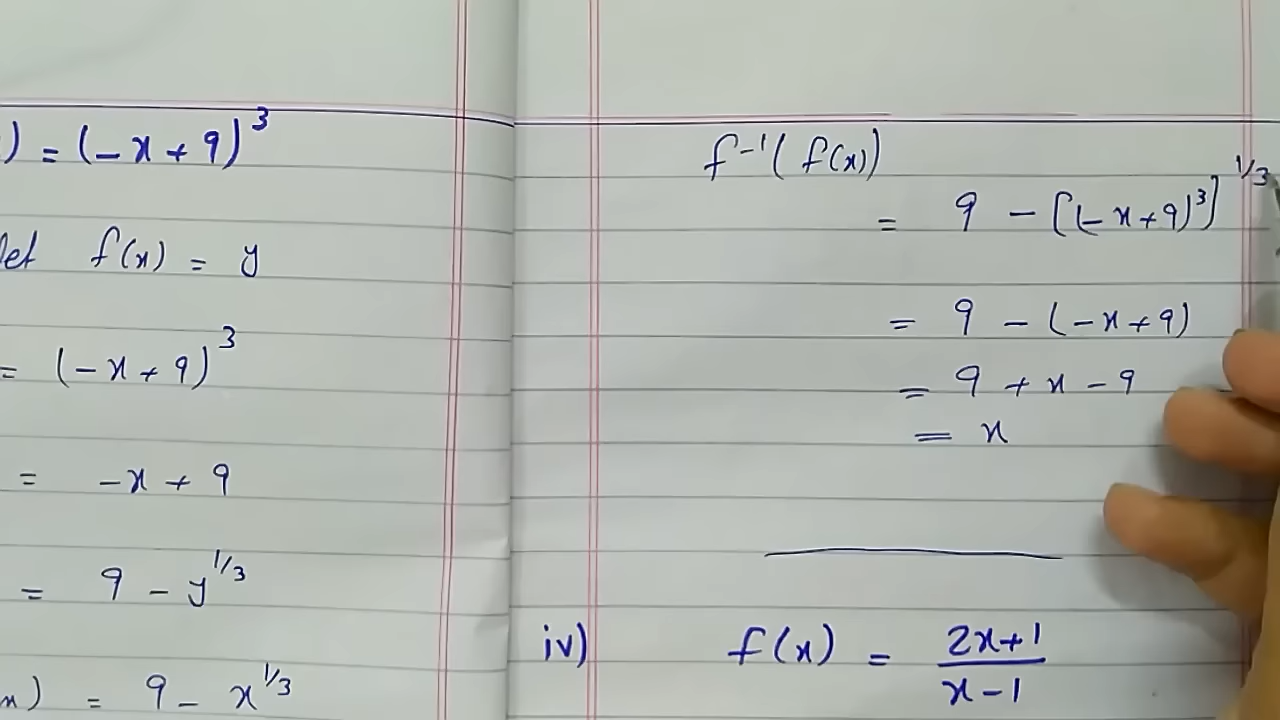 ) = (-x + 9)^3
let f(x) = y
= (-x + 9)^3
= -x + 9
= 9 - y^1/3
x) = 9 - x^1/3
f^-1( f(x))
= 9 - [(-x+9)^3]^1/3
= 9 - (-x+9)
= 9 + x - 9
= x
iv) f(x) = 2x+1 / x-1